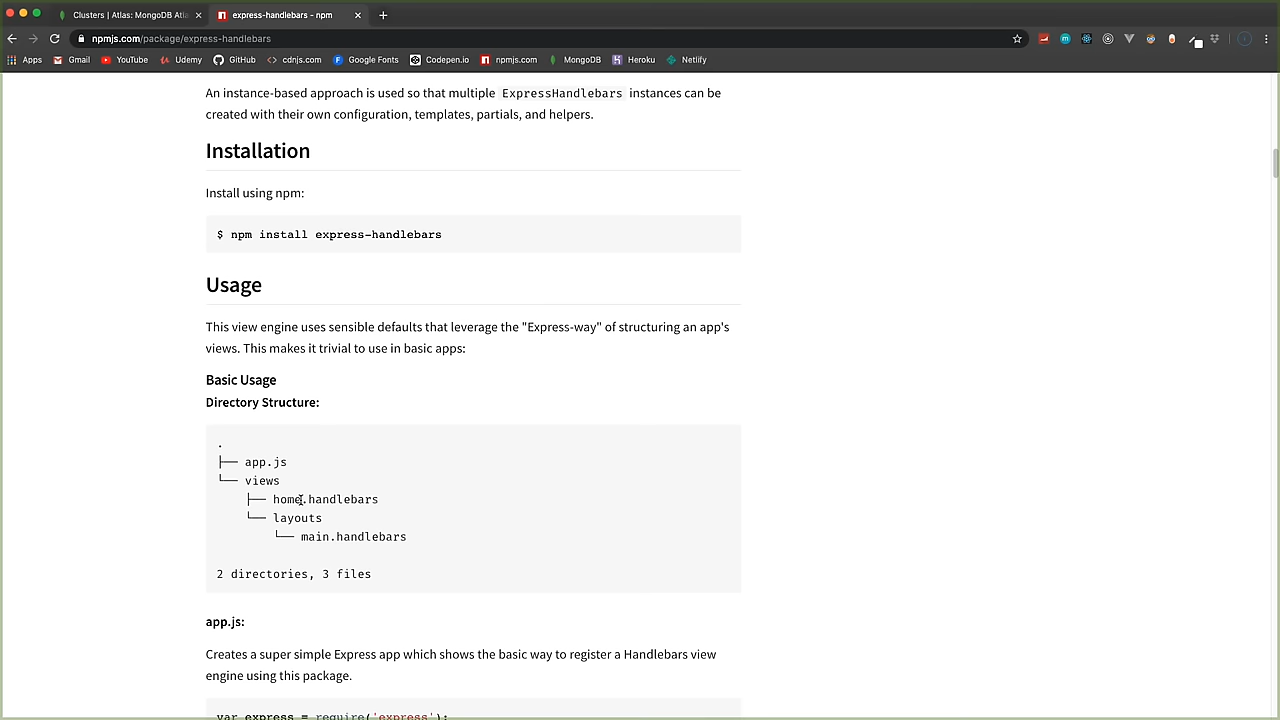 Clusters | Atlas: MongoDB Atla
express-handlebars - npm
npmjs.com/package/express-handlebars
Apps Gmail YouTube Udemy GitHub cdnjs.com Google Fonts Codepen.io npmjs.com MongoDB Heroku Netlify
An instance-based approach is used so that multiple ExpressHandlebars instances can be
created with their own configuration, templates, partials, and helpers.
Installation
Install using npm:
$ npm install express-handlebars
Usage
This view engine uses sensible defaults that leverage the "Express-way" of structuring an app's
views. This makes it trivial to use in basic apps:
Basic Usage
Directory Structure:
.
├── app.js
└── views
    ├── home.handlebars
    └── layouts
        └── main.handlebars
2 directories, 3 files
app.js:
Creates a super simple Express app which shows the basic way to register a Handlebars view
engine using this package.
var express = require('express');